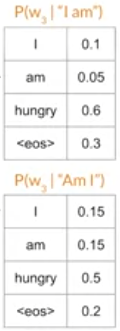 P(w₃ | "I am")
I 0.1
am 0.05
hungry 0.6
<eos> 0.3
P(w₃ | "Am I")
I 0.15
am 0.15
hungry 0.5
<eos> 0.2